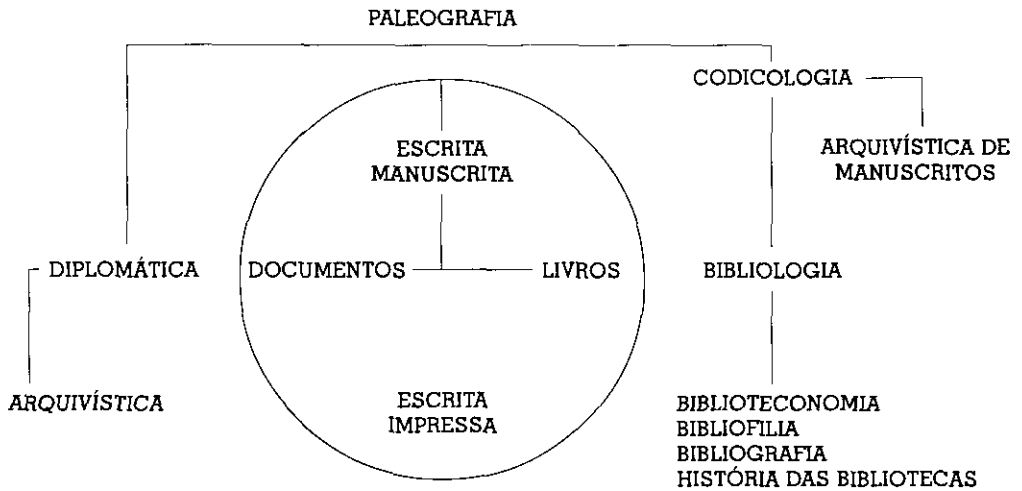 PALEOGRAFIA
CODICOLOGIA
ESCRITA
MANUSCRITA
ARQUIVÍSTICA DE
MANUSCRITOS
DIPLOMÁTICA
DOCUMENTOS
LIVROS
BIBLIOLOGIA
ARQUIVÍSTICA
ESCRITA
IMPRESSA
BIBLIOTECONOMIA
BIBLIOFILIA
BIBLIOGRAFIA
HISTÓRIA DAS BIBLIOTECAS